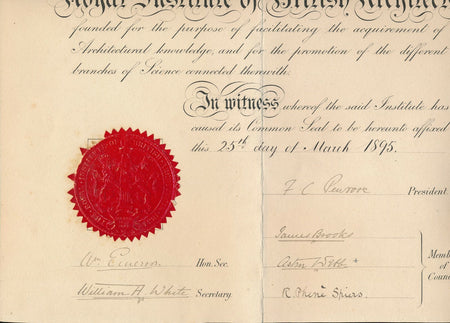 Royal Institute of British Architects
founded for the purpose of facilitating the acquirement of
Architectural knowledge, and for the promotion of the different
branches of Science connected therewith.
In witness whereof the said Institute has
caused its Common Seal to be hereunto affixed
this 25th day of March 1895.
F C Penrose President
James Brooks
Wm Emerson Hon. Sec.
Aston Webb
Memb
of
Counc
William H. White Secretary
R. Phené Spiers.